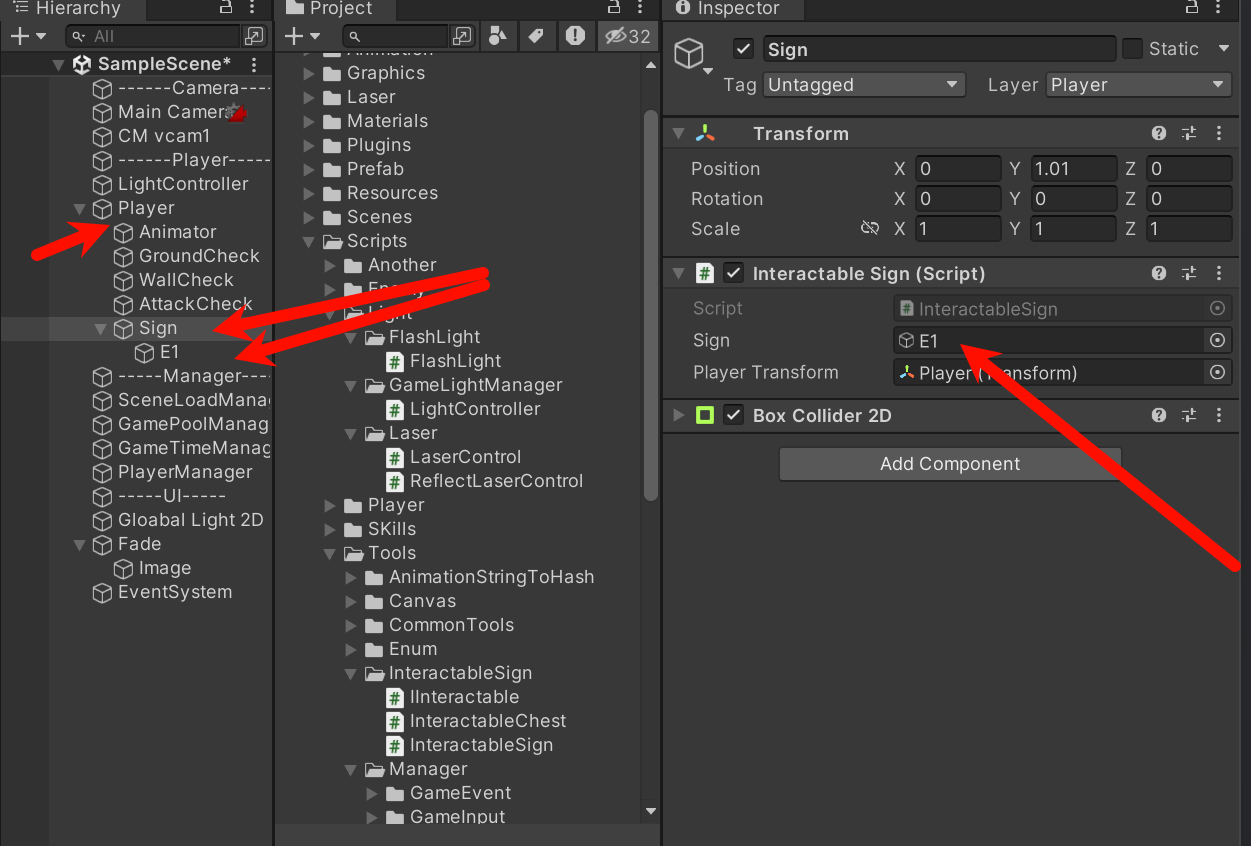 Hierarchy
All
SampleScene*
------Camera----
Main Camer
CM vcam1
------Player-----
LightController
Player
Animator
GroundCheck
WallCheck
AttackCheck
Sign
E1
-----Manager----
SceneLoadMana
GamePoolManag
GameTimeManag
PlayerManager
-----UI-----
Gloabal Light 2D
Fade
Image
EventSystem
Project
32
Animation
Graphics
Laser
Materials
Plugins
Prefab
Resources
Scenes
Scripts
Another
Enemy
Light
FlashLight
FlashLight
GameLightManager
LightController
Laser
LaserControl
ReflectLaserControl
Player
SKills
Tools
AnimationStringToHash
Canvas
CommonTools
Enum
InteractableSign
IInteractable
InteractableChest
InteractableSign
Manager
GameEvent
GameInput
Inspector
Sign Static
Tag Untagged Layer Player
Transform
Position X 0 Y 1.01 Z 0
Rotation X 0 Y 0 Z 0
Scale X 1 Y 1 Z 1
# Interactable Sign (Script)
Script InteractableSign
Sign E1
Player Transform Player (Transform)
Box Collider 2D
Add Component